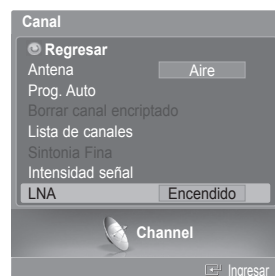 Canal
Regresar
Antena Aire
Prog. Auto
Borrar canal encriptado
Lista de canales
Sintonia Fina
Intensidad señal
LNA Encendido
Channel
Ingresar